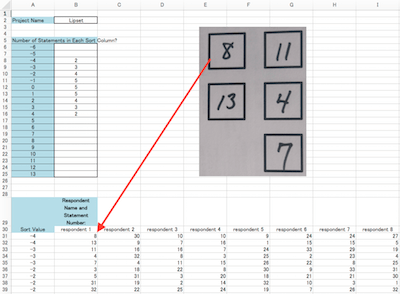 A B C D E F G H I
1
2 Project Name Lipset
3
4
5 Number of Statements in Each Sort Column?
6 -6
7 -5
8 -4 2
9 -3 3
10 -2 4
11 -1 5
12 0 5
13 1 5
14 2 4
15 3 3
16 4 2
17 5
18 6
19 7
20 8
21 9
22 10
23 11
24 12
25 13
26
27
28
8 11
13 4
7
Respondent
Name and
Statement
29 Number:
30 Sort Value respondent 1 respondent 2 respondent 3 respondent 4 respondent 5 respondent 6 respondent 7 respondent 8
31 -4 8 30 10 10 8 24 24 27
32 -4 13 9 7 16 1 15 15 5
33 -3 11 16 16 7 24 33 29 19
34 -3 4 32 8 3 25 2 23 4
35 -3 7 4 11 15 26 22 8 25
36 -2 3 18 22 8 30 9 33 31
37 -2 5 31 3 20 19 21 21 30
38 -2 31 19 2 14
39 -2 32 22 25 24 19 7 26 32